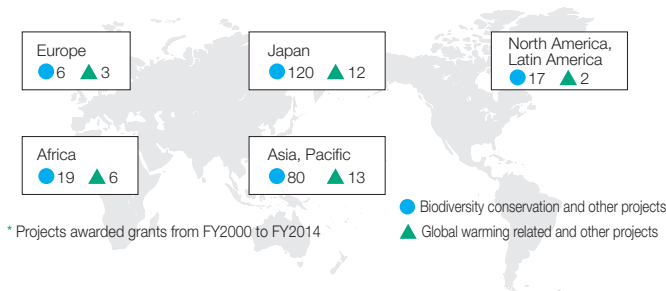 Europe
6 3
Japan
120 12
North America,
Latin America
17 2
Africa
19 6
Asia, Pacific
80 13
Biodiversity conservation and other projects
Global warming related and other projects
* Projects awarded grants from FY2000 to FY2014